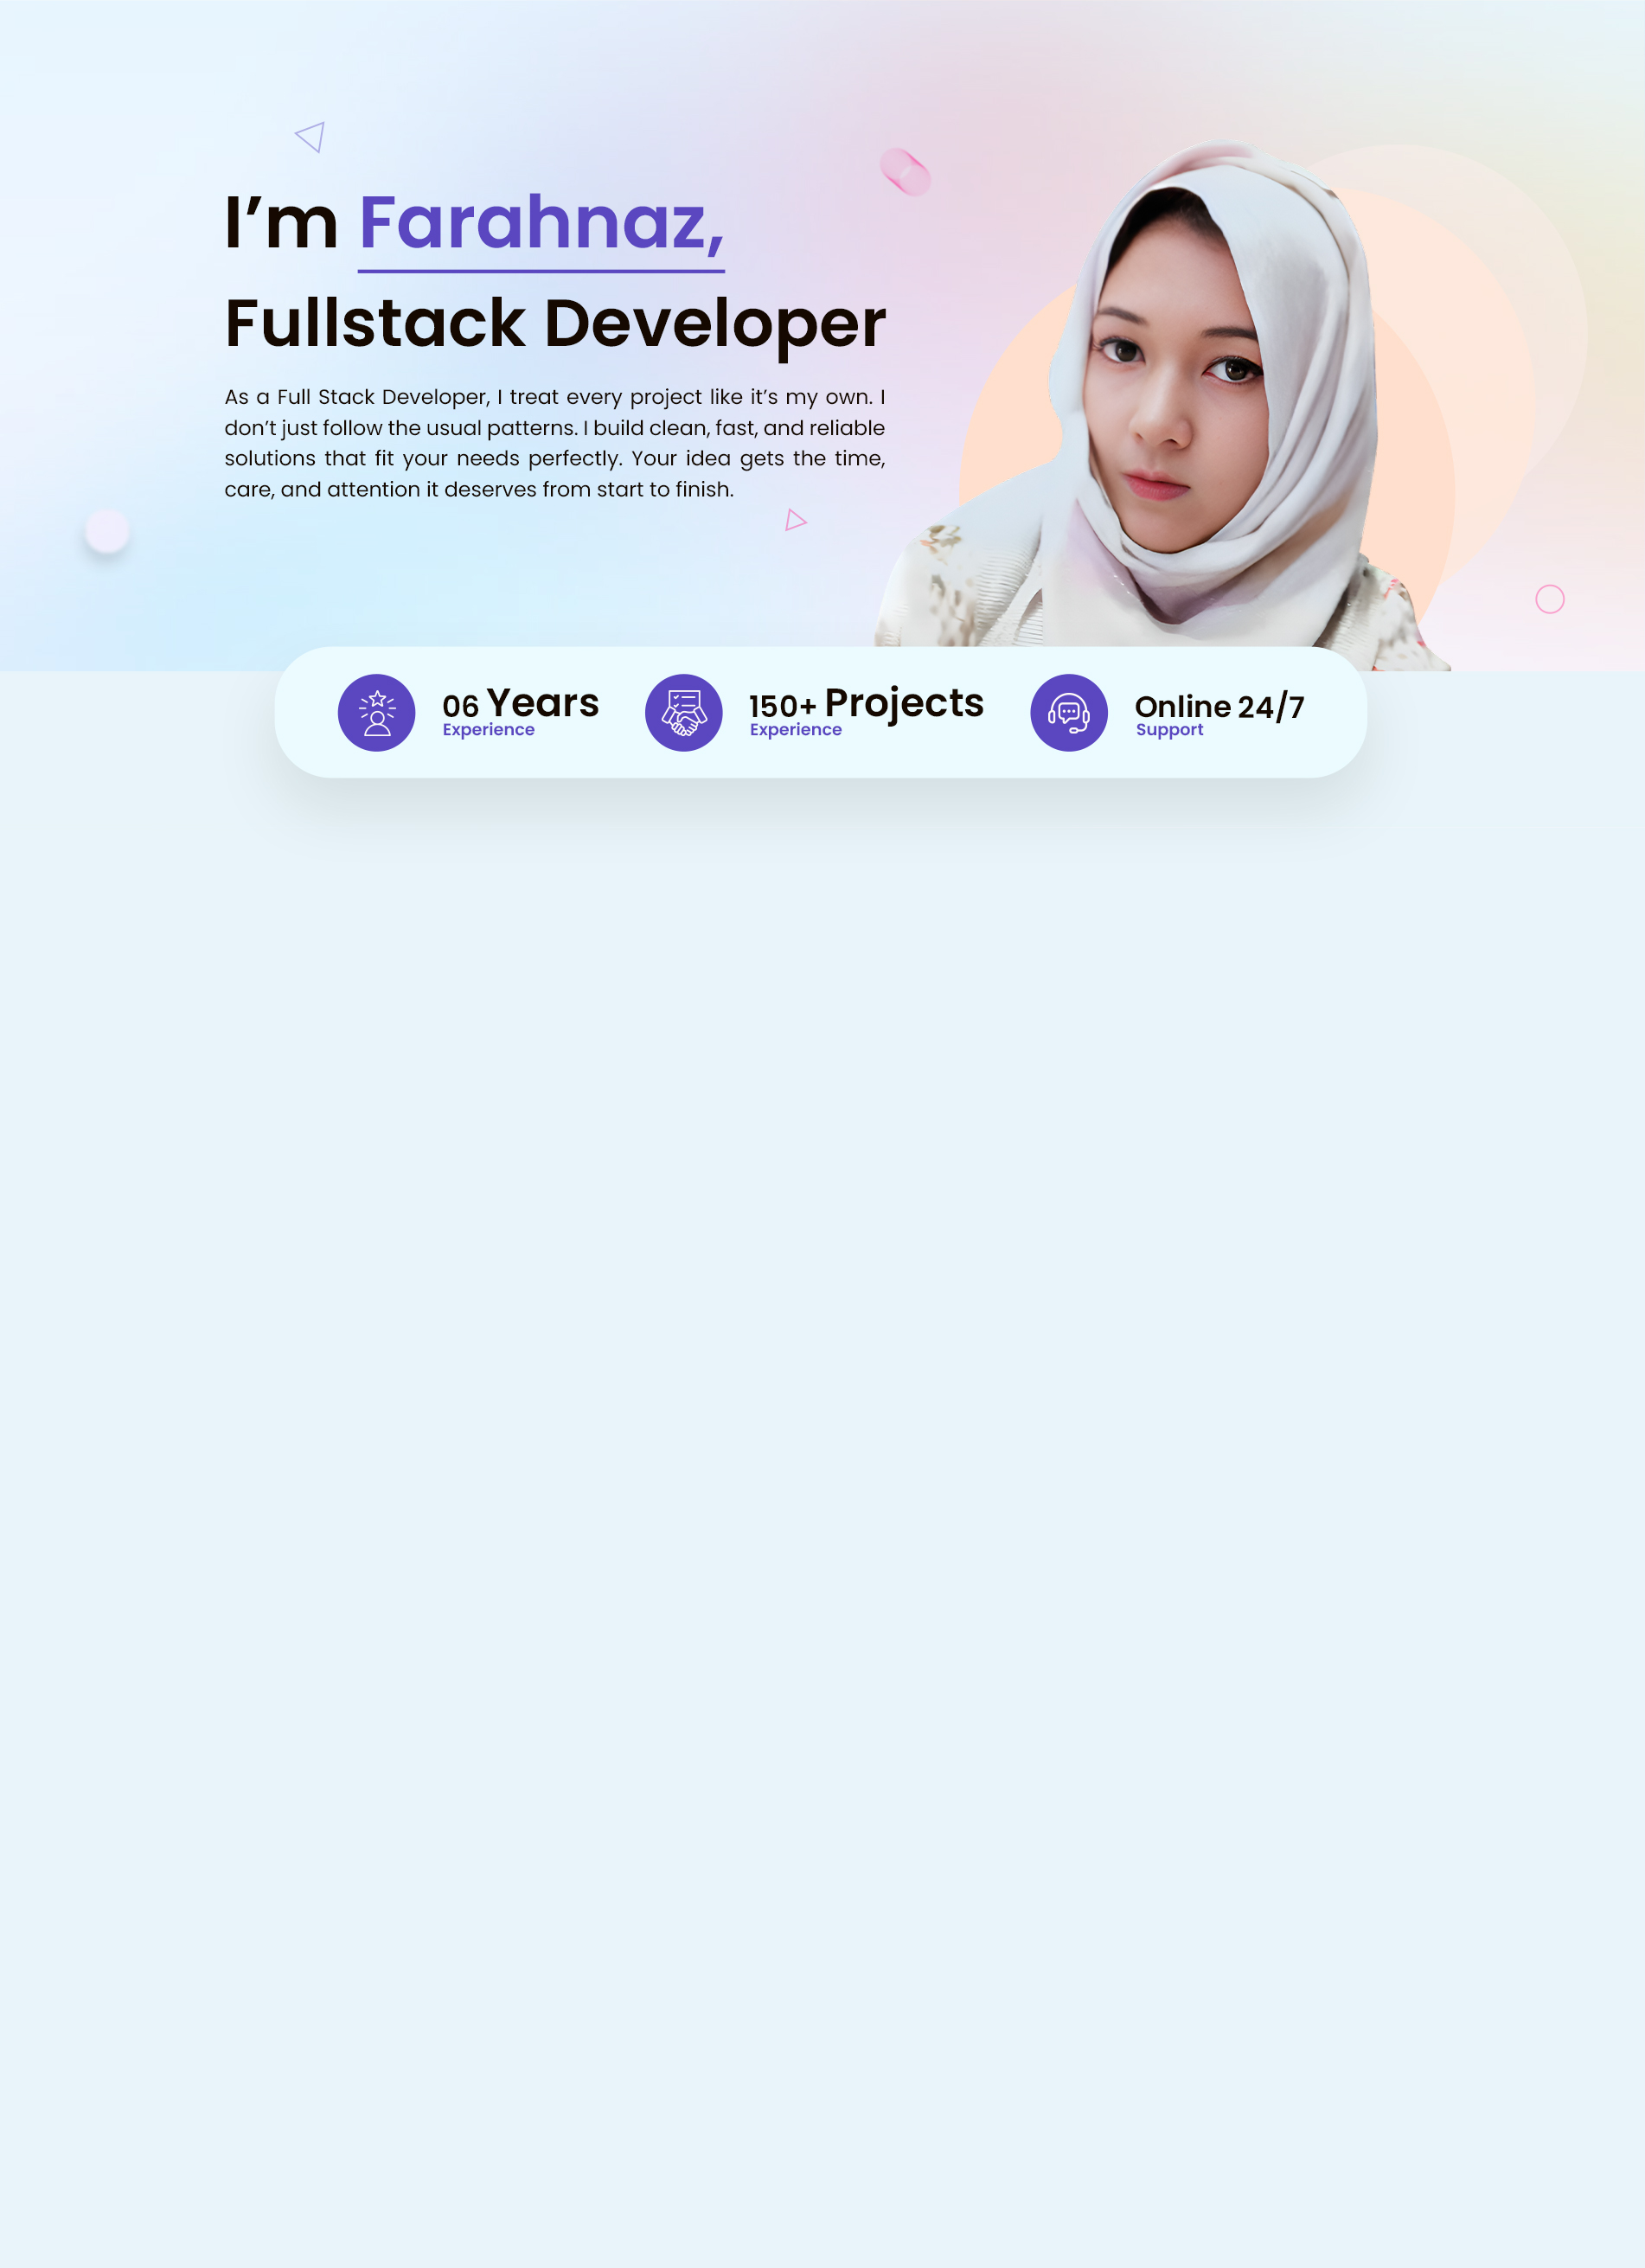 I’m Farahnaz,
Fullstack Developer
As a Full Stack Developer, I treat every project like it’s my own. I
don’t just follow the usual patterns. I build clean, fast, and reliable
solutions that fit your needs perfectly. Your idea gets the time,
care, and attention it deserves from start to finish.
06 Years
Experience
150+ Projects
Experience
Online 24/7
Support